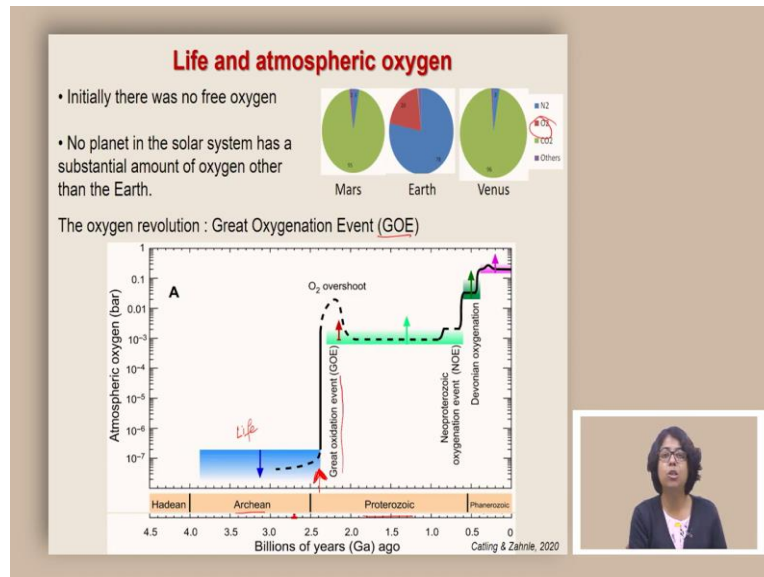 Life and atmospheric oxygen
• Initially there was no free oxygen
• No planet in the solar system has a
substantial amount of oxygen other
than the Earth.
N2
O2
CO2
Others
Mars Earth Venus
The oxygen revolution : Great Oxygenation Event (GOE)
A
Atmospheric oxygen (bar)
1
0.1
0.01
10⁻³
10⁻⁴
10⁻⁵
10⁻⁶
10⁻⁷
O₂ overshoot
Life
Great oxidation event (GOE)
Neoproterozoic
oxygenation event (NOE)
Devonian oxygenation
Hadean Archean Proterozoic Phanerozoic
4.5 4.0 3.5 3.0 2.5 2.0 1.5 1.0 0.5 0
Billions of years (Ga) ago
Catling & Zahnle, 2020